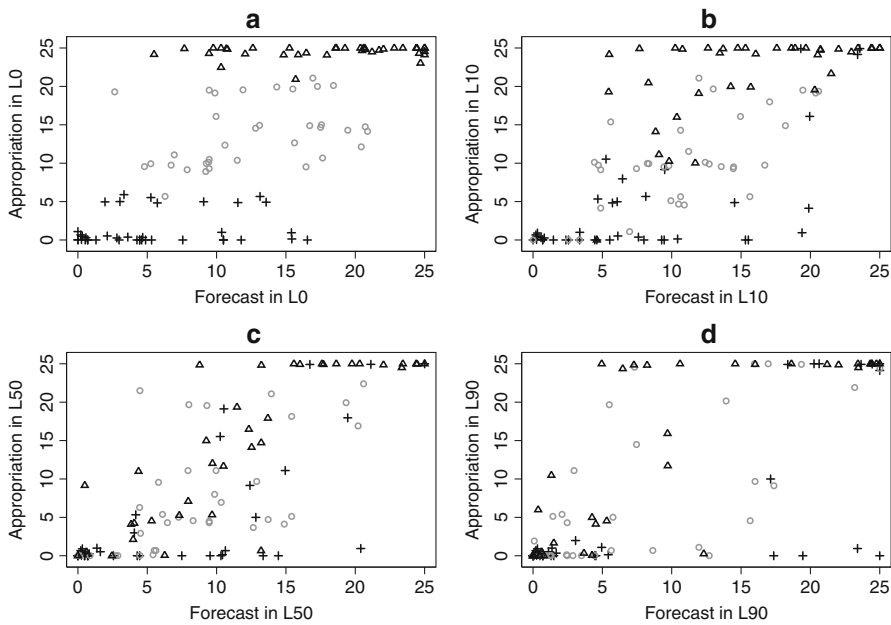 a
Appropriation in L0
0 5 10 15 20 25
0 5 10 15 20 25
Forecast in L0
b
Appropriation in L10
0 5 10 15 20 25
0 5 10 15 20 25
Forecast in L10
c
Appropriation in L50
0 5 10 15 20 25
0 5 10 15 20 25
Forecast in L50
d
Appropriation in L90
0 5 10 15 20 25
0 5 10 15 20 25
Forecast in L90